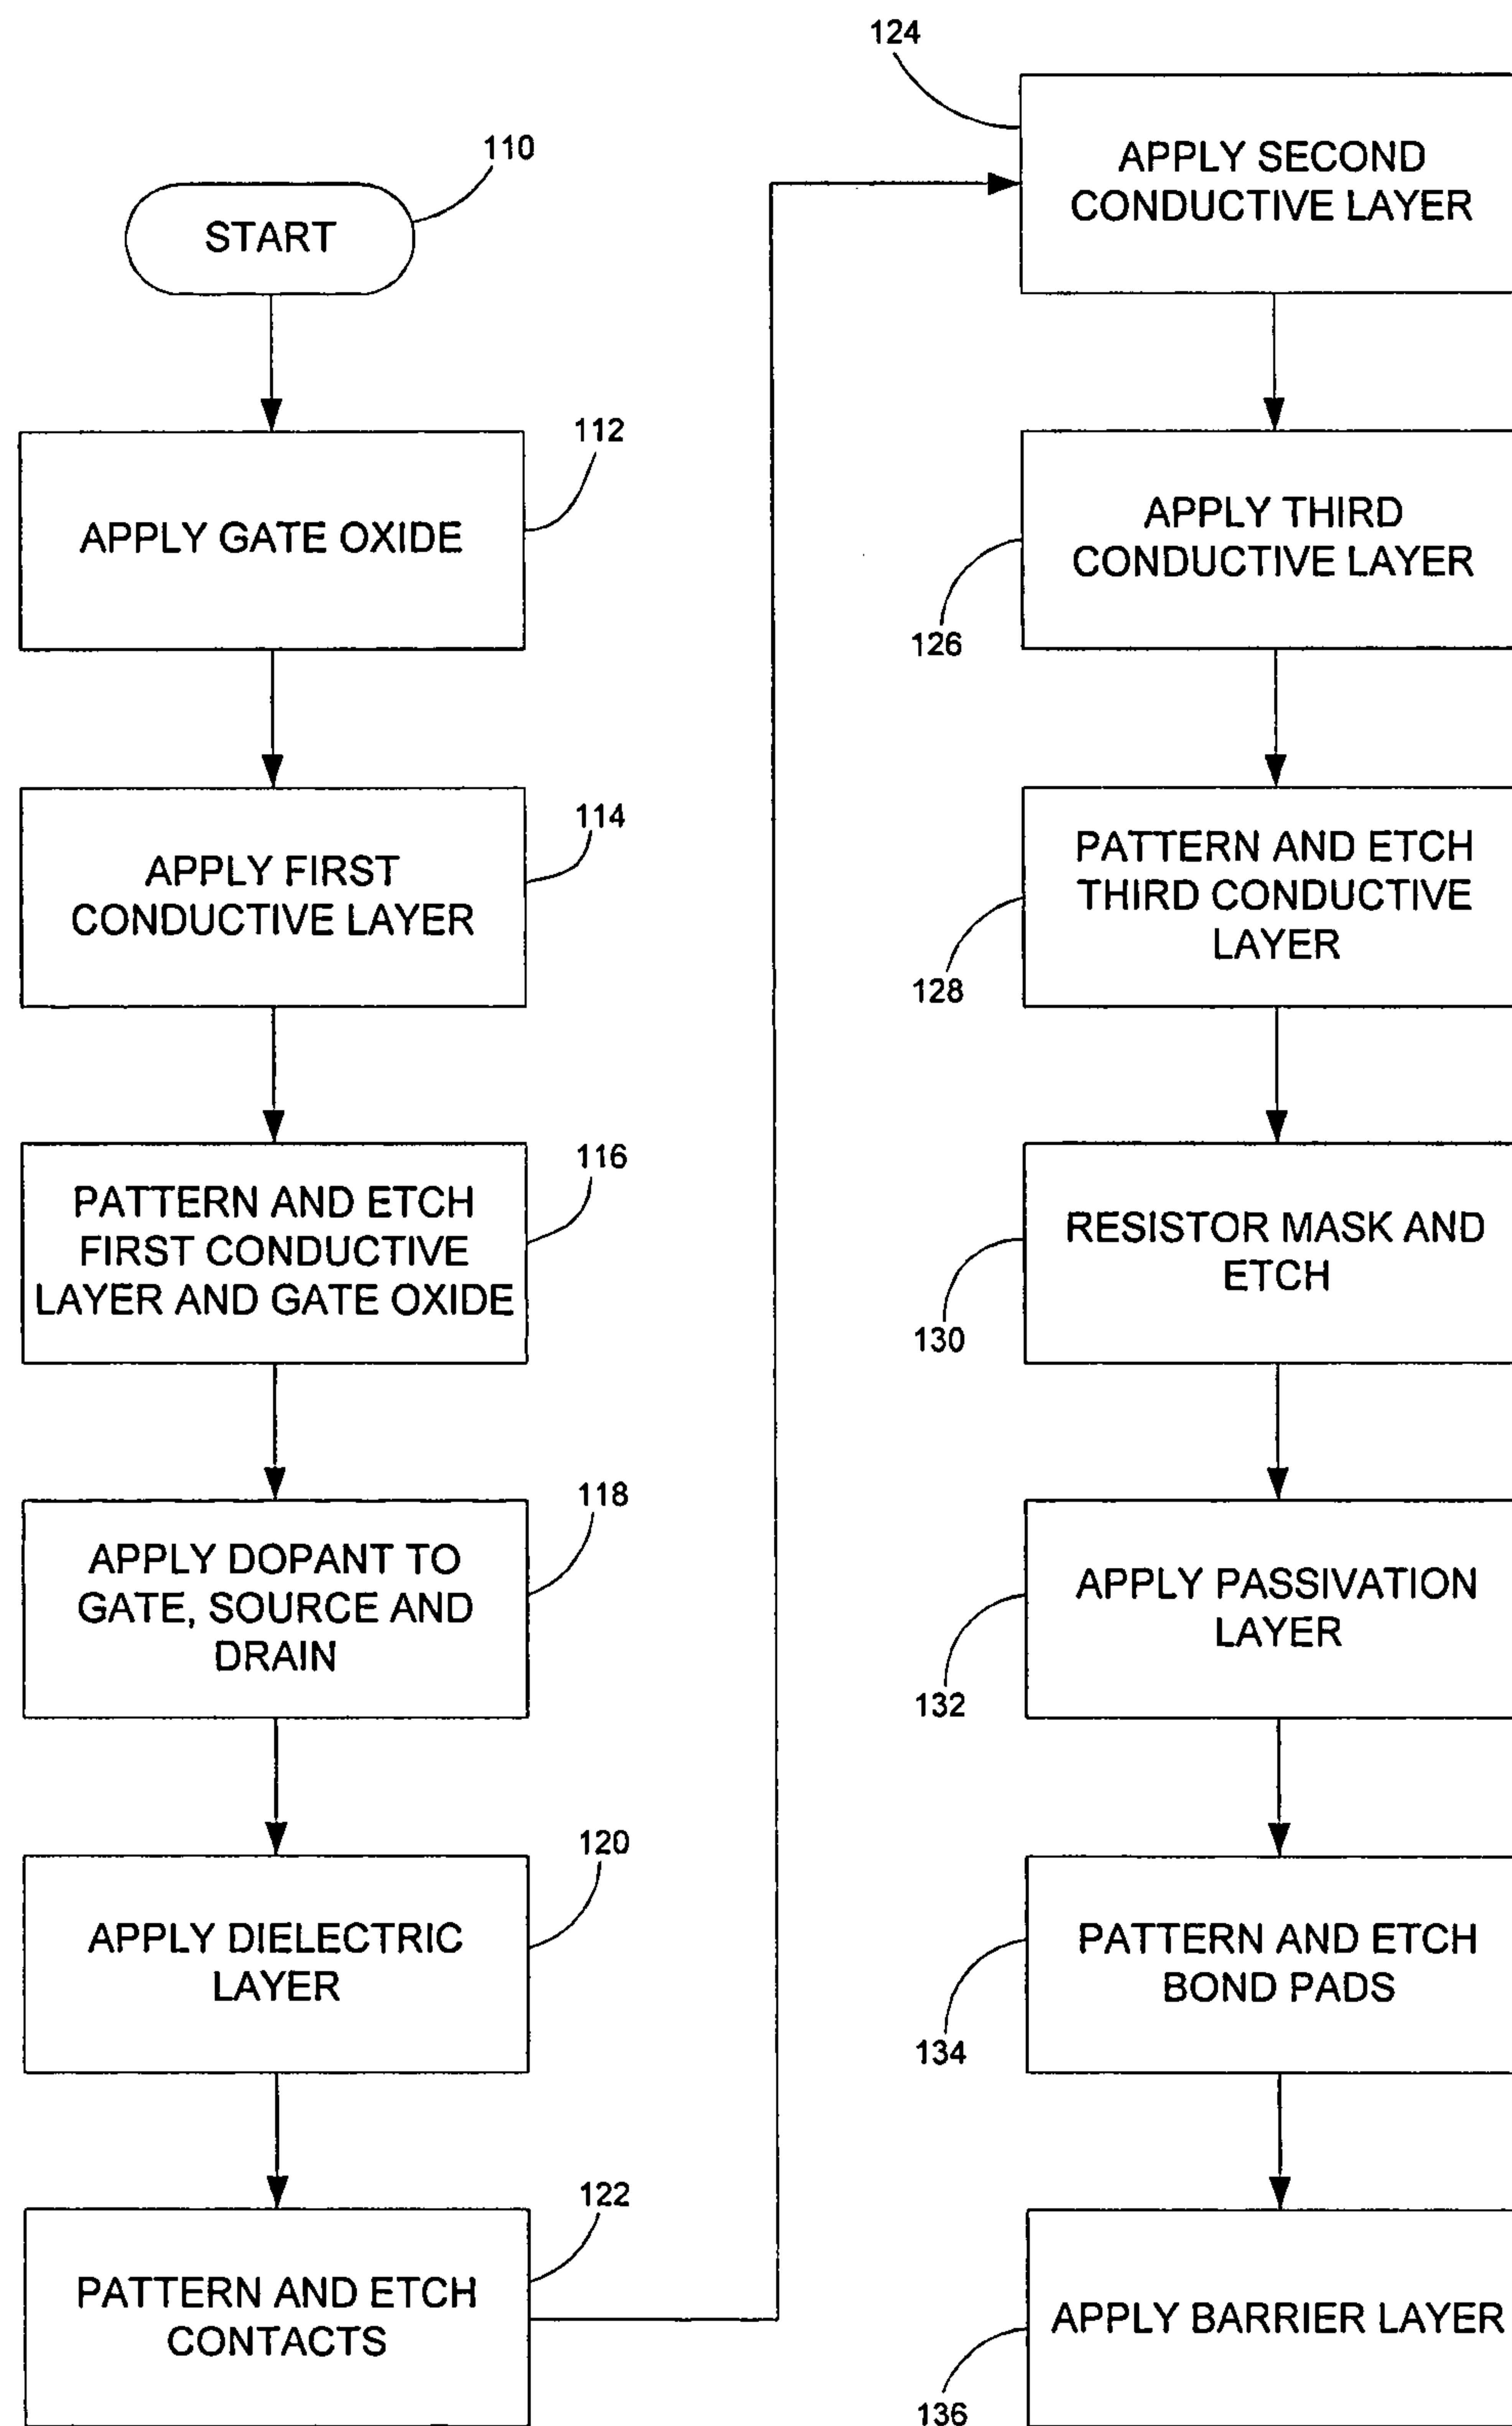 110
START
112
APPLY GATE OXIDE
114
APPLY FIRST
CONDUCTIVE LAYER
116
PATTERN AND ETCH
FIRST CONDUCTIVE
LAYER AND GATE OXIDE
118
APPLY DOPANT TO
GATE, SOURCE AND
DRAIN
120
APPLY DIELECTRIC
LAYER
122
PATTERN AND ETCH
CONTACTS
124
APPLY SECOND
CONDUCTIVE LAYER
APPLY THIRD
CONDUCTIVE LAYER
126
PATTERN AND ETCH
THIRD CONDUCTIVE
LAYER
128
RESISTOR MASK AND
ETCH
130
APPLY PASSIVATION
LAYER
132
PATTERN AND ETCH
BOND PADS
134
APPLY BARRIER LAYER
136